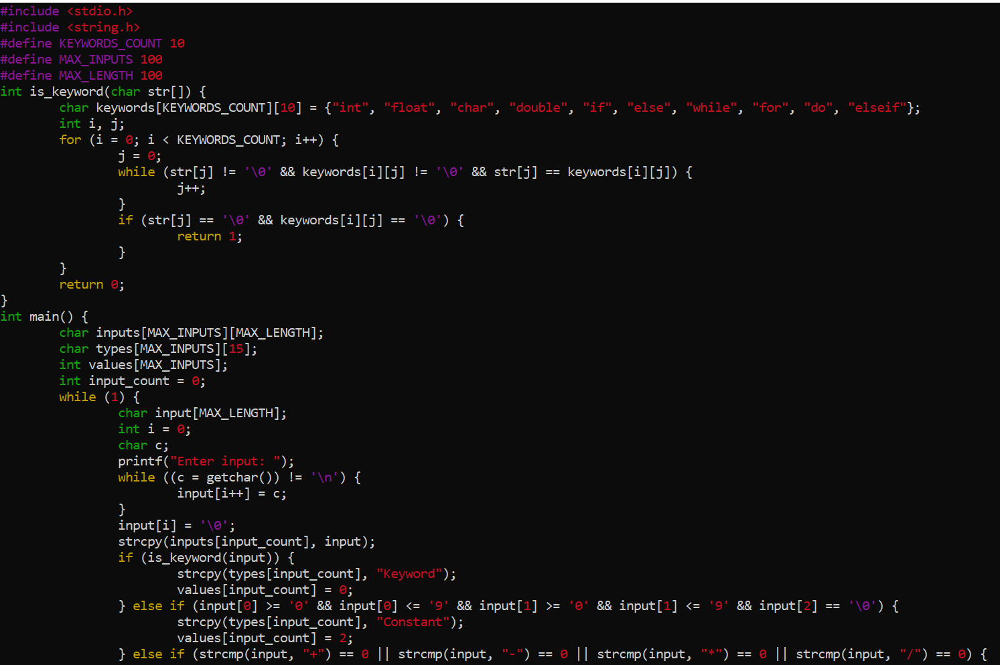 #include <stdio.h>
#include <string.h>
#define KEYWORDS_COUNT 10
#define MAX_INPUTS 100
#define MAX_LENGTH 100
int is_keyword(char str[]) {
        char keywords[KEYWORDS_COUNT][10] = {"int", "float", "char", "double", "if", "else", "while", "for", "do", "elseif"};
        int i, j;
        for (i = 0; i < KEYWORDS_COUNT; i++) {
                j = 0;
                while (str[j] != '\0' && keywords[i][j] != '\0' && str[j] == keywords[i][j]) {
                        j++;
                }
                if (str[j] == '\0' && keywords[i][j] == '\0') {
                        return 1;
                }
        }
        return 0;
}
int main() {
        char inputs[MAX_INPUTS][MAX_LENGTH];
        char types[MAX_INPUTS][15];
        int values[MAX_INPUTS];
        int input_count = 0;
        while (1) {
                char input[MAX_LENGTH];
                int i = 0;
                char c;
                printf("Enter input: ");
                while ((c = getchar()) != '\n') {
                        input[i++] = c;
                }
                input[i] = '\0';
                strcpy(inputs[input_count], input);
                if (is_keyword(input)) {
                        strcpy(types[input_count], "Keyword");
                        values[input_count] = 0;
                } else if (input[0] >= '0' && input[0] <= '9' && input[1] >= '0' && input[1] <= '9' && input[2] == '\0') {
                        strcpy(types[input_count], "Constant");
                        values[input_count] = 2;
                } else if (strcmp(input, "+") == 0 || strcmp(input, "-") == 0 || strcmp(input, "*") == 0 || strcmp(input, "/") == 0) {